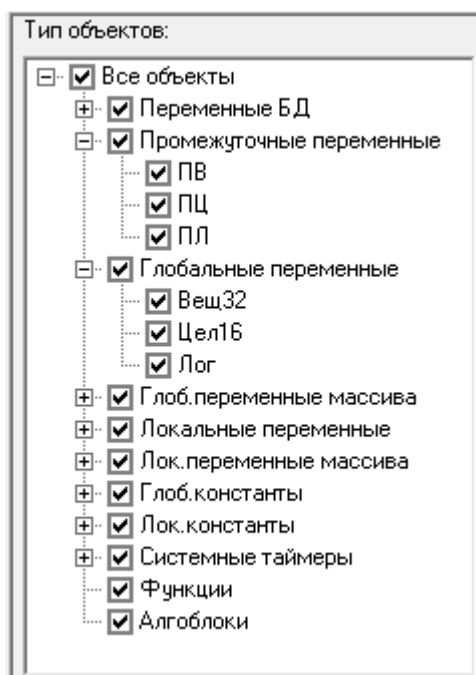 Тип объектов:
Все объекты
Переменные БД
Промежуточные переменные
ПВ
ПЦ
ПЛ
Глобальные переменные
Вещ32
Цел16
Лог
Глоб.переменные массива
Локальные переменные
Лок.переменные массива
Глоб.константы
Лок.константы
Системные таймеры
Функции
Алгоблоки